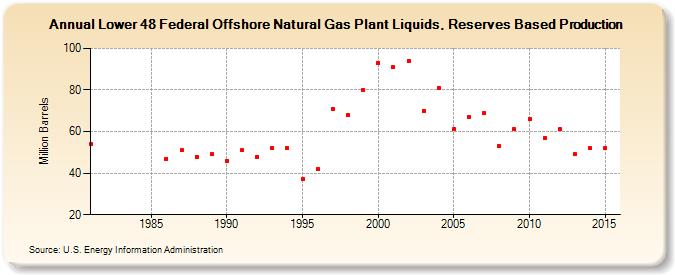 Annual Lower 48 Federal Offshore Natural Gas Plant Liquids, Reserves Based Production
Million Barrels
100
80
60
40
20
1985 1990 1995 2000 2005 2010 2015
Source: U.S. Energy Information Administration